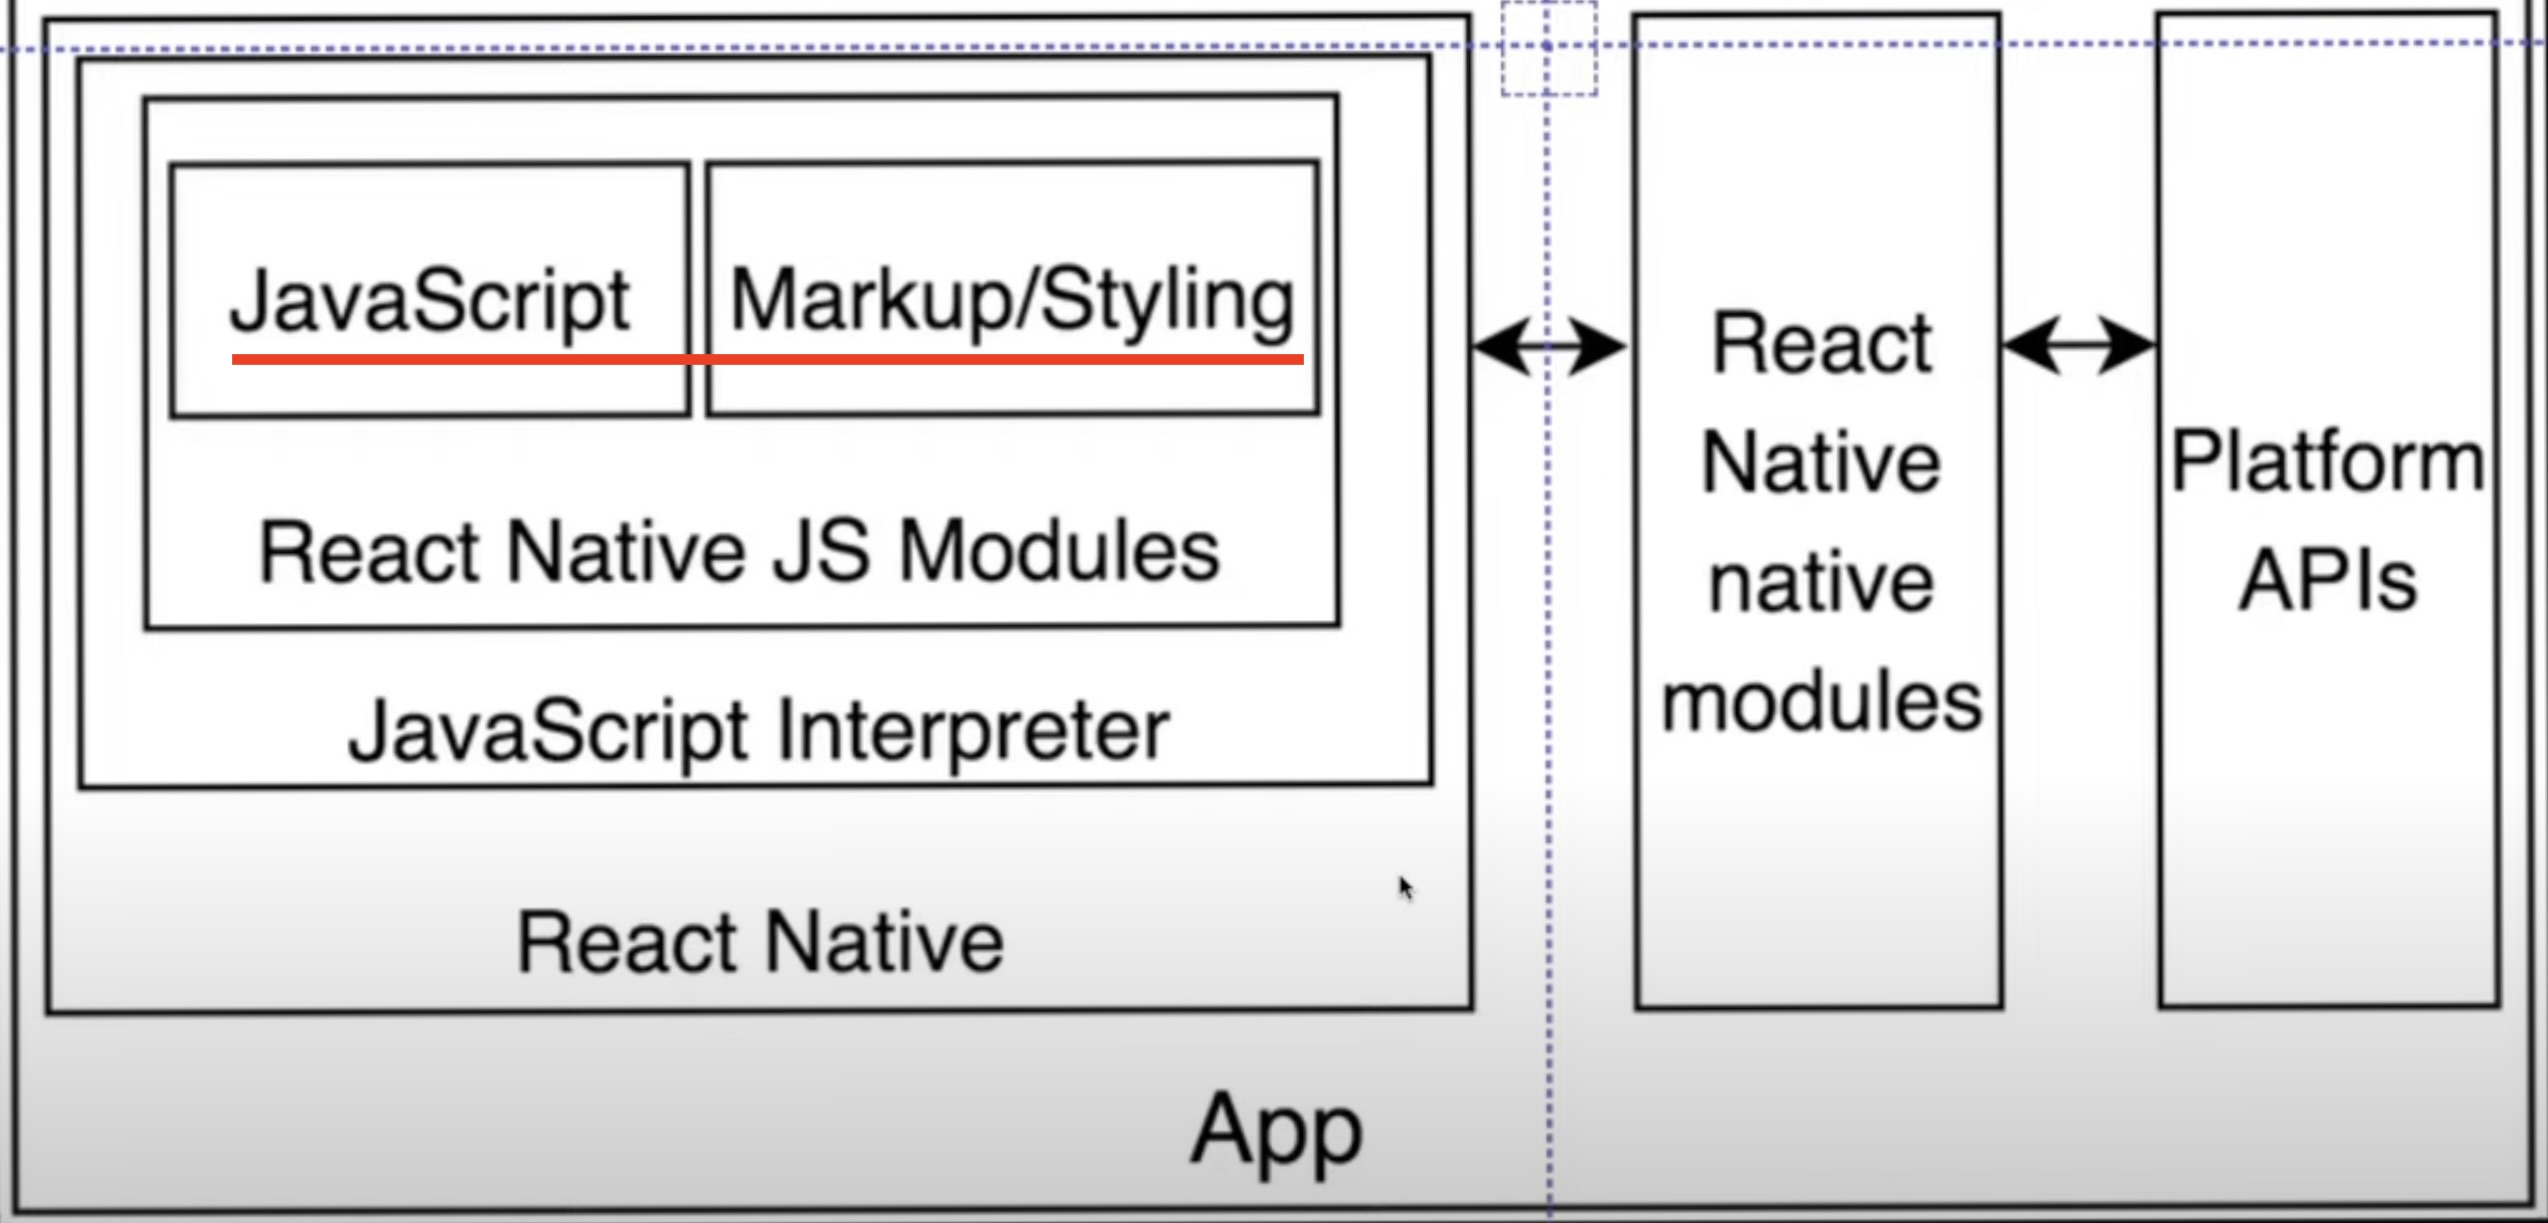 JavaScript
Markup/Styling
React Native JS Modules
JavaScript Interpreter
React Native
React
Native
native
modules
Platform
APIs
App